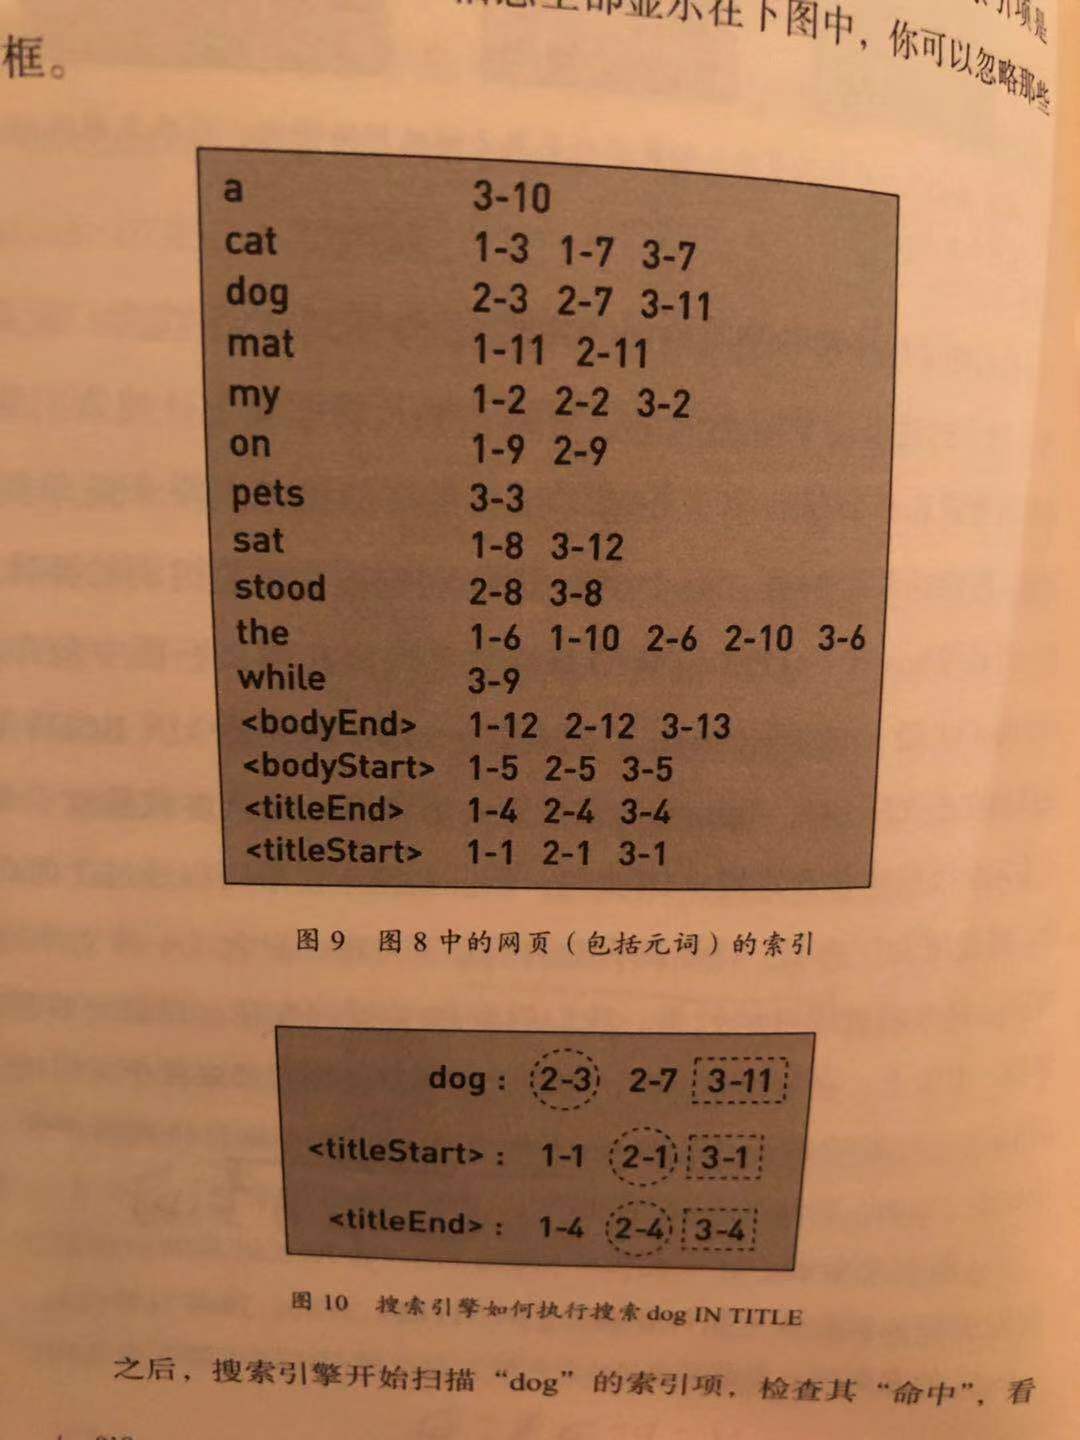 引项是
信息全部显示在下图中，你可以忽略那些
框。
a 3-10
cat 1-3 1-7 3-7
dog 2-3 2-7 3-11
mat 1-11 2-11
my 1-2 2-2 3-2
on 1-9 2-9
pets 3-3
sat 1-8 3-12
stood 2-8 3-8
the 1-6 1-10 2-6 2-10 3-6
while 3-9
<bodyEnd> 1-12 2-12 3-13
<bodyStart> 1-5 2-5 3-5
<titleEnd> 1-4 2-4 3-4
<titleStart> 1-1 2-1 3-1
图 9 图 8 中的网页（包括元词）的索引
dog : 2-3 2-7 3-11
<titleStart> : 1-1 2-1 3-1
<titleEnd> : 1-4 2-4 3-4
图 10 搜索引擎如何执行搜索 dog IN TITLE
之后，搜索引擎开始扫描“dog”的索引项，检查其“命中”，看